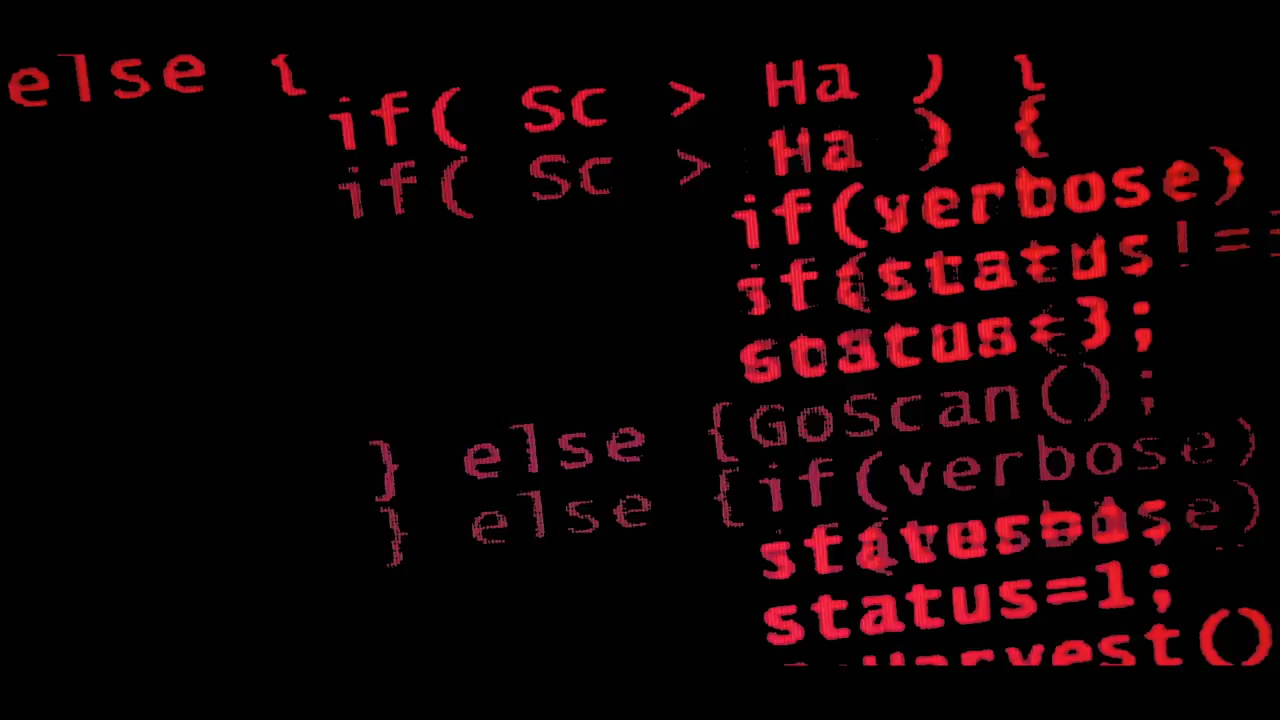 else {
if( Sc > Ha ) {
if( Sc > Ha ) {
if(verbose)
if(status!==
status=3;
} else {GoScan();
} else {if(verbose)
status=1;
Harvest()